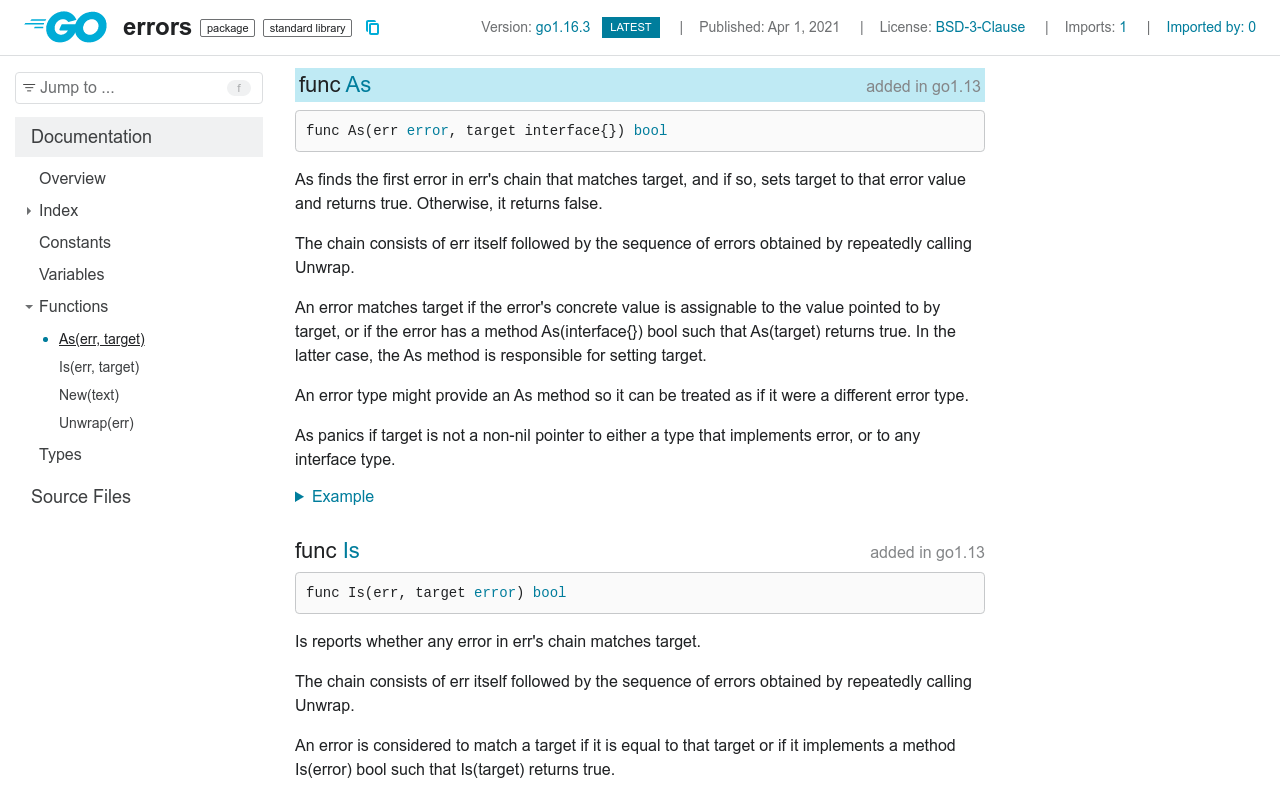 GO errors package standard library Version: go1.16.3 LATEST | Published: Apr 1, 2021 | License: BSD-3-Clause | Imports: 1 | Imported by: 0
Jump to ... f
Documentation
Overview
Index
Constants
Variables
Functions
As(err, target)
Is(err, target)
New(text)
Unwrap(err)
Types
Source Files
func As added in go1.13
func As(err error, target interface{}) bool
As finds the first error in err's chain that matches target, and if so, sets target to that error value
and returns true. Otherwise, it returns false.
The chain consists of err itself followed by the sequence of errors obtained by repeatedly calling
Unwrap.
An error matches target if the error's concrete value is assignable to the value pointed to by
target, or if the error has a method As(interface{}) bool such that As(target) returns true. In the
latter case, the As method is responsible for setting target.
An error type might provide an As method so it can be treated as if it were a different error type.
As panics if target is not a non-nil pointer to either a type that implements error, or to any
interface type.
Example
func Is added in go1.13
func Is(err, target error) bool
Is reports whether any error in err's chain matches target.
The chain consists of err itself followed by the sequence of errors obtained by repeatedly calling
Unwrap.
An error is considered to match a target if it is equal to that target or if it implements a method
Is(error) bool such that Is(target) returns true.